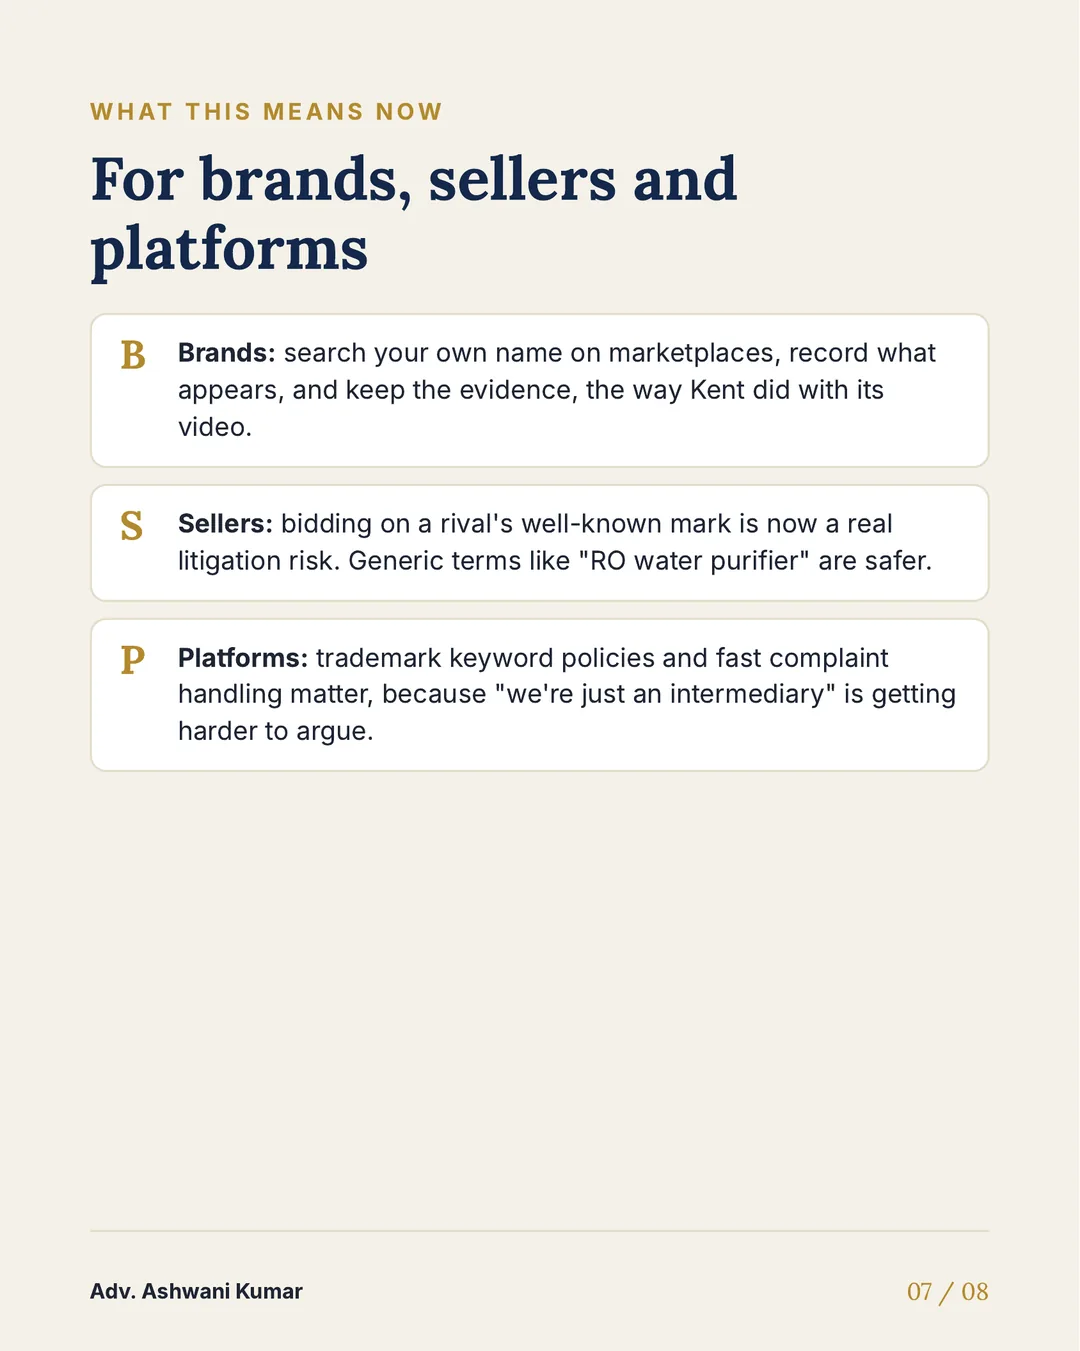 WHAT THIS MEANS NOW
For brands, sellers and
platforms
B
Brands: search your own name on marketplaces, record what
appears, and keep the evidence, the way Kent did with its
video.
S
Sellers: bidding on a rival's well-known mark is now a real
litigation risk. Generic terms like "RO water purifier" are safer.
P
Platforms: trademark keyword policies and fast complaint
handling matter, because "we're just an intermediary" is getting
harder to argue.
Adv. Ashwani Kumar
07 / 08